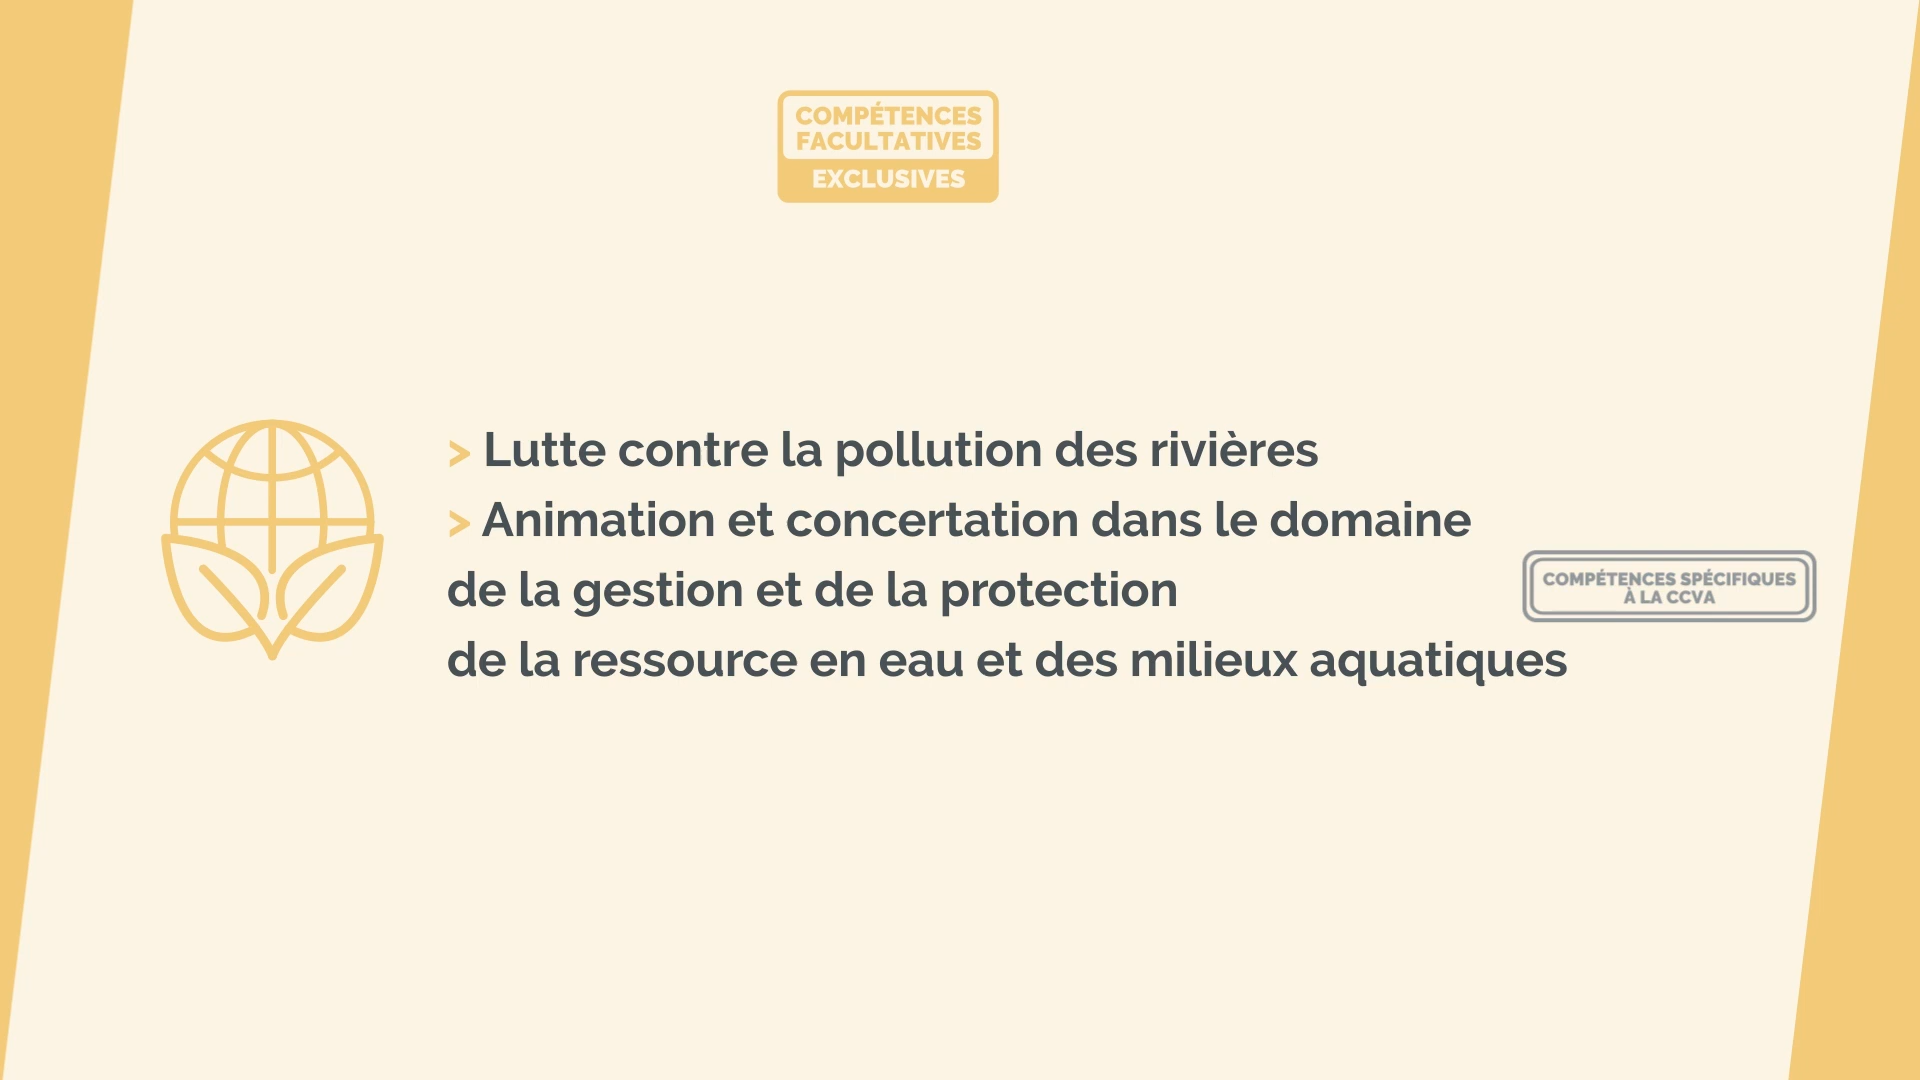 COMPÉTENCES
FACULTATIVES
EXCLUSIVES
> Lutte contre la pollution des rivières
> Animation et concertation dans le domaine
de la gestion et de la protection
de la ressource en eau et des milieux aquatiques
COMPÉTENCES SPÉCIFIQUES
À LA CCVA